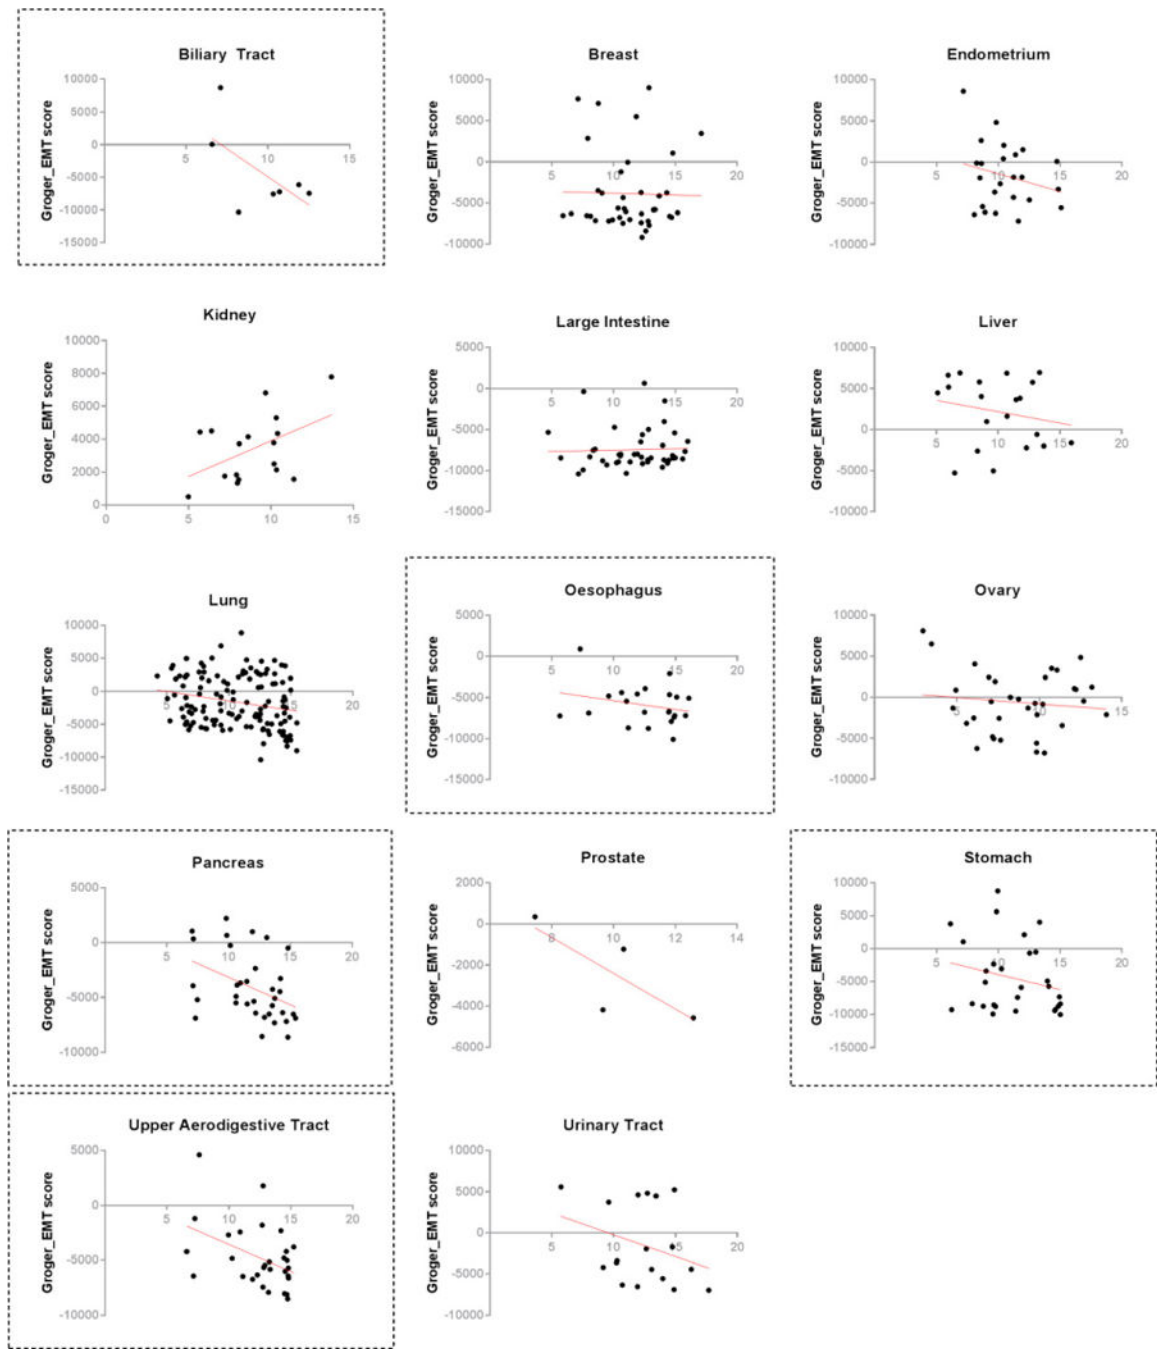 Biliary  Tract
Groger_EMT score
10000
5000
0
-5000
-10000
-15000
5 10 15
Breast
Groger_EMT score
10000
5000
0
-5000
-10000
5 10 15 20
Endometrium
Groger_EMT score
10000
5000
0
-5000
-10000
5 10 15 20
Kidney
Groger_EMT score
10000
8000
6000
4000
2000
0
0 5 10 15
Large Intestine
Groger_EMT score
5000
0
-5000
-10000
-15000
5 10 15 20
Liver
Groger_EMT score
10000
5000
0
-5000
-10000
5 10 15 20
Lung
Groger_EMT score
10000
5000
0
-5000
-10000
-15000
5 10 15 20
Oesophagus
Groger_EMT score
5000
0
-5000
-10000
-15000
5 10 15 20
Ovary
Groger_EMT score
10000
5000
0
-5000
-10000
5 10 15
Pancreas
Groger_EMT score
5000
0
-5000
-10000
5 10 15 20
Prostate
Groger_EMT score
2000
0
-2000
-4000
-6000
8 10 12 14
Stomach
Groger_EMT score
10000
5000
0
-5000
-10000
-15000
5 10 15 20
Upper Aerodigestive Tract
Groger_EMT score
5000
0
-5000
-10000
5 10 15 20
Urinary Tract
Groger_EMT score
10000
5000
0
-5000
-10000
5 10 15 20